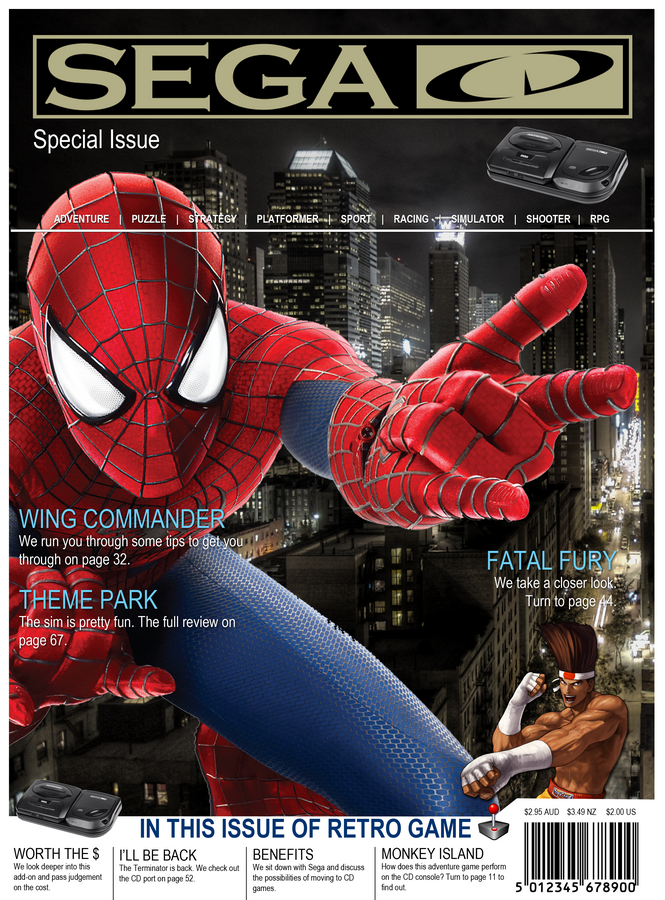 SEGA CD
Special Issue
ADVENTURE | PUZZLE | STRATEGY | PLATFORMER | SPORT | RACING | SIMULATOR | SHOOTER | RPG
WING COMMANDER
We run you through some tips to get you
through on page 32.
FATAL FURY
We take a closer look.
Turn to page 44.
THEME PARK
The sim is pretty fun. The full review on
page 67.
$2.95 AUD $3.49 NZ $2.00 US
IN THIS ISSUE OF RETRO GAME
WORTH THE $
We look deeper into this
add-on and pass judgement
on the cost.
I'LL BE BACK
The Terminator is back. We check out
the CD port on page 52.
BENEFITS
We sit down with Sega and discuss
the possibilities of moving to CD
games.
MONKEY ISLAND
How does this adventure game perform
on the CD console? Turn to page 11 to
find out.
5 012345 678900